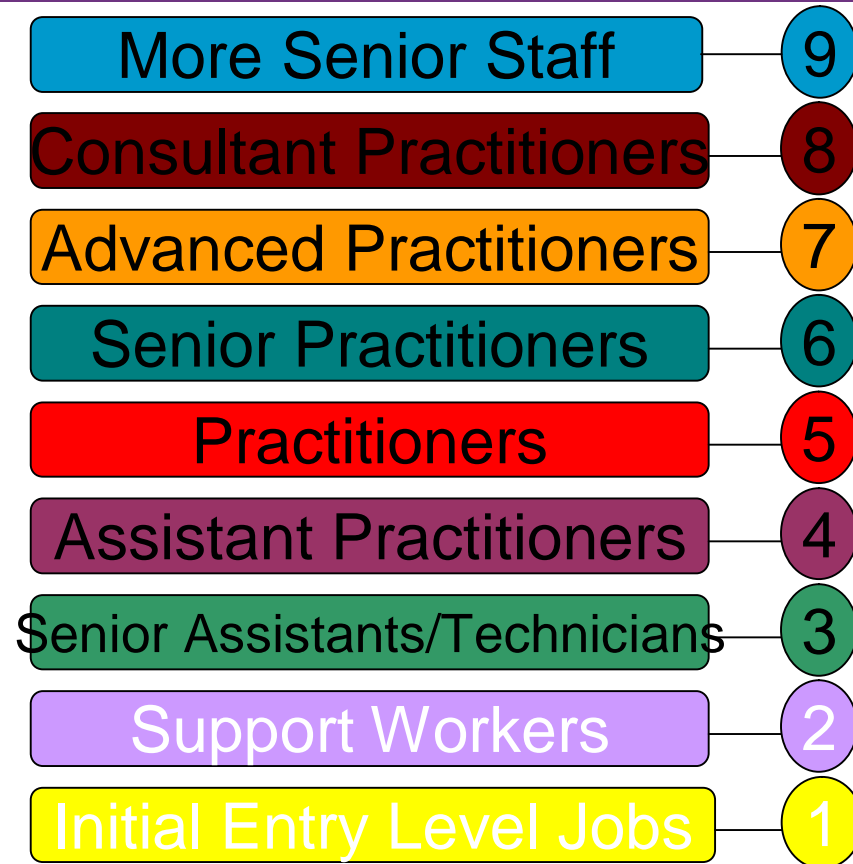 More Senior Staff 9
Consultant Practitioners 8
Advanced Practitioners 7
Senior Practitioners 6
Practitioners 5
Assistant Practitioners 4
Senior Assistants/Technicians 3
Support Workers 2
Initial Entry Level Jobs 1